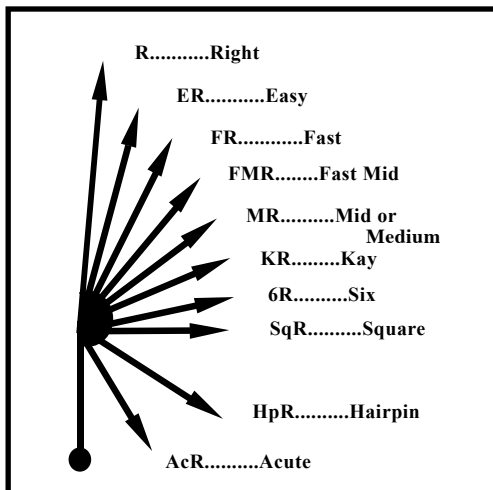 R...........Right
ER...........Easy
FR............Fast
FMR........Fast Mid
MR..........Mid or
Medium
KR.........Kay
6R..........Six
SqR..........Square
HpR..........Hairpin
AcR..........Acute